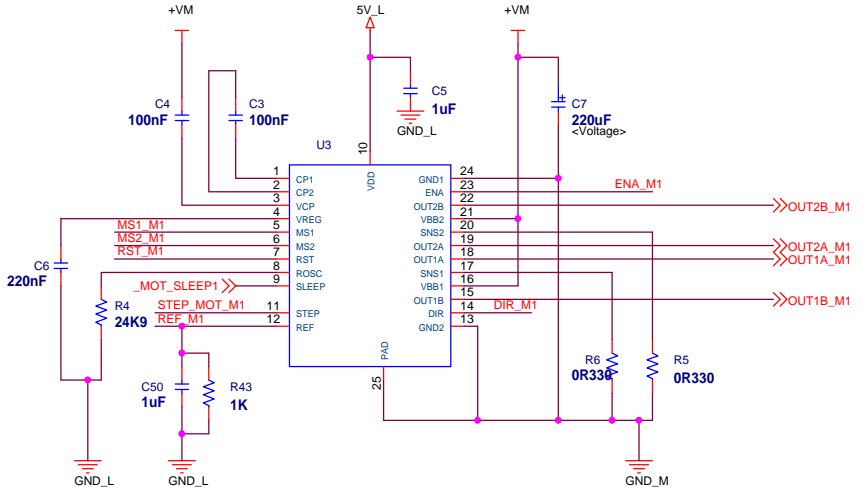 +VM
5V_L
+VM
C4
100nF
C3
100nF
C5
1uF
GND_L
C7
220uF
<Voltage>
U3
10
VDD
1
CP1
2
CP2
3
VCP
4
VREG
MS1_M1
5
MS1
MS2_M1
6
MS2
RST_M1
7
RST
8
ROSC
_MOT_SLEEP1
9
SLEEP
STEP_MOT_M1
11
STEP
REF_M1
12
REF
24
GND1
23
ENA
ENA_M1
22
OUT2B
OUT2B_M1
21
VBB2
20
SNS2
19
OUT2A
OUT2A_M1
18
OUT1A
OUT1A_M1
17
SNS1
16
VBB1
15
OUT1B
OUT1B_M1
14
DIR
DIR_M1
13
GND2
PAD
25
C6
220nF
R4
24K9
C50
1uF
R43
1K
R6
0R330
R5
0R330
GND_L
GND_L
GND_M